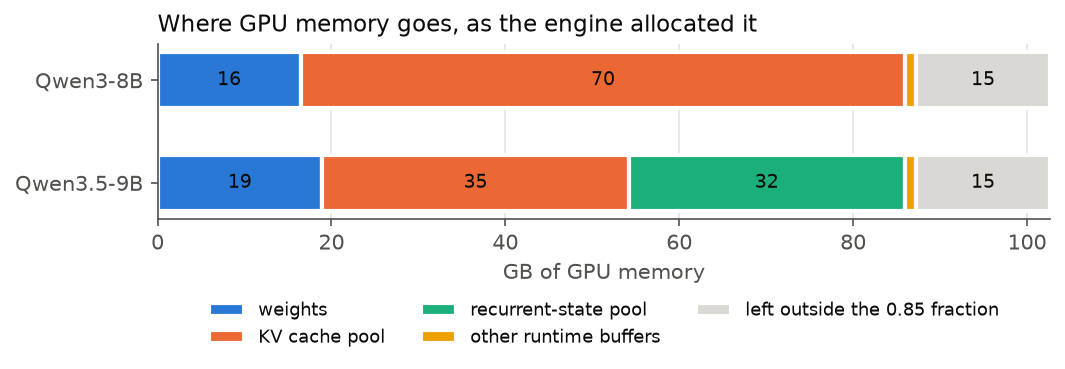 Where GPU memory goes, as the engine allocated it
Qwen3-8B 16 70 15
Qwen3.5-9B 19 35 32 15
0 20 40 60 80 100
GB of GPU memory
weights recurrent-state pool left outside the 0.85 fraction
KV cache pool other runtime buffers